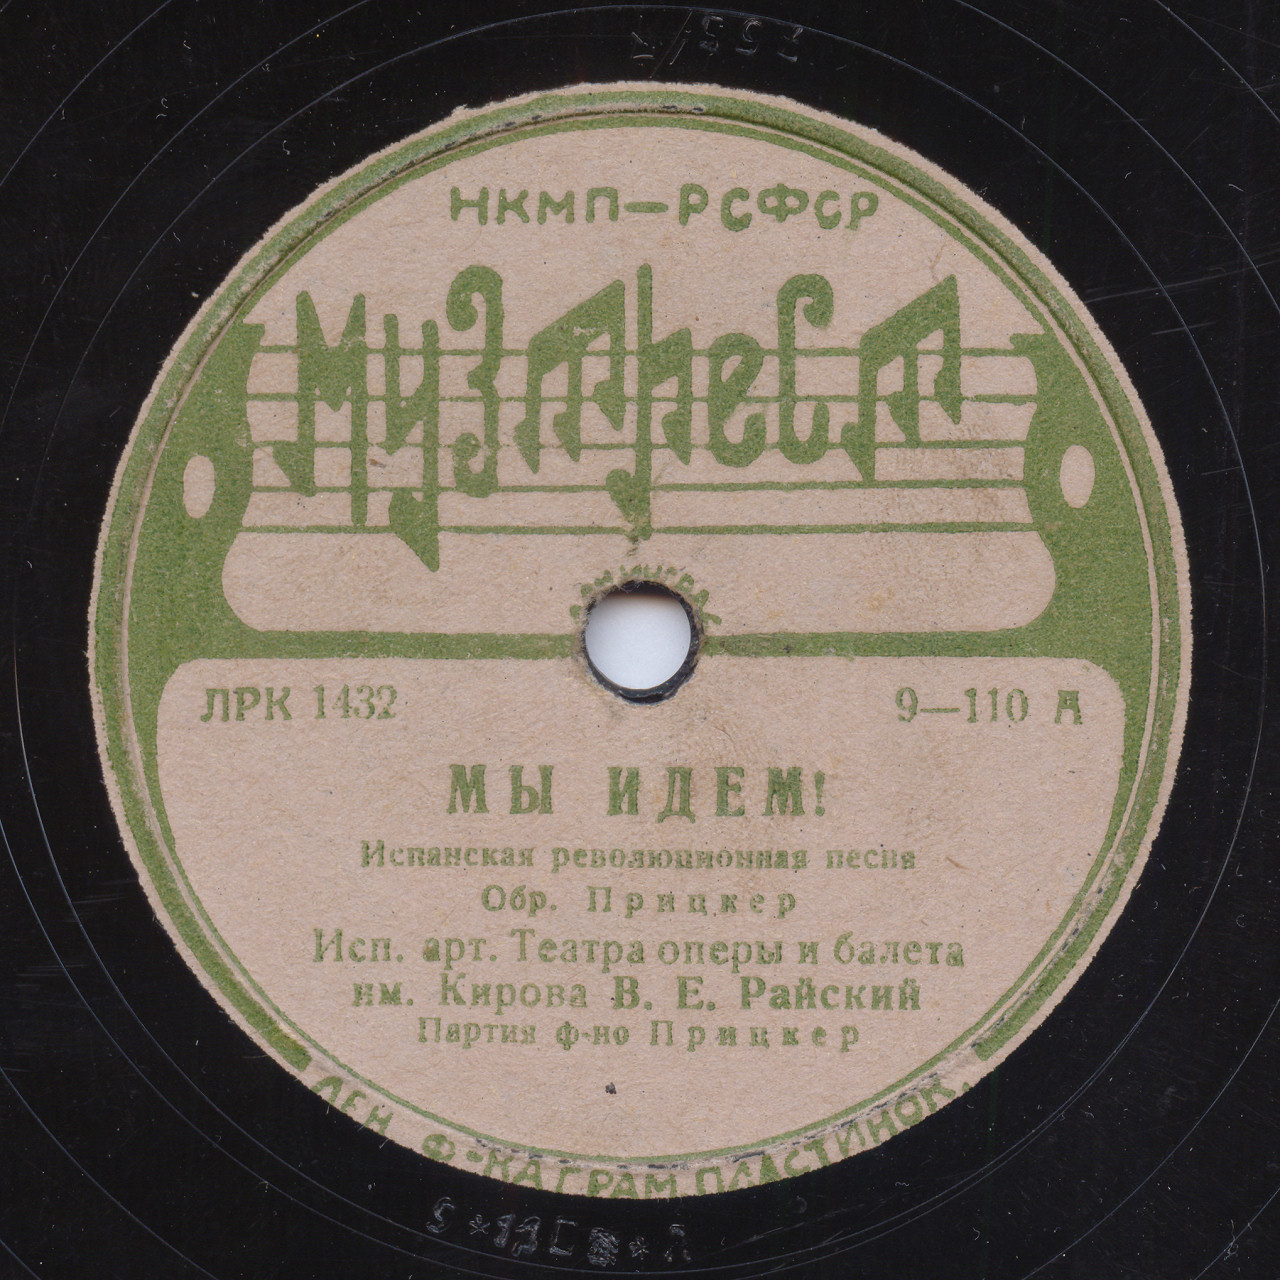 НКМП—РСФСР
Музтрест
ЛЕНИНГРАД
ЛРК 1432
9—110 А
МЫ ИДЕМ!
Испанская революционная песня
Обр. Прицкер
Исп. арт. Театра оперы и балета
им. Кирова В. Е. Райский
Партия ф-но Прицкер
ЛЕН. Ф-КА ГРАМ.ПЛАСТИНОК.